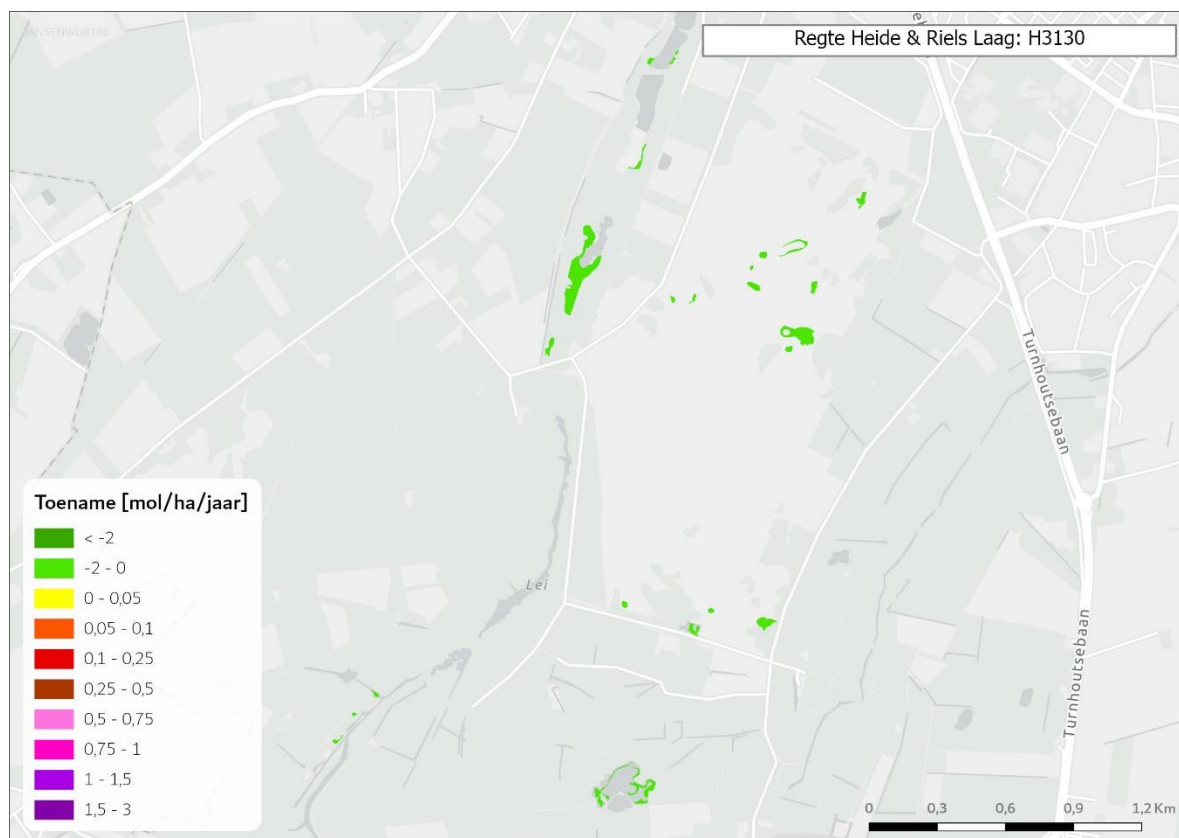 JANSENWD8186
Regte Heide & Riels Laag: H3130
Turnhoutsebaan
Lei
Turnhoutsebaan
Toename [mol/ha/jaar]
< -2
-2 - 0
0 - 0,05
0,05 - 0,1
0,1 - 0,25
0,25 - 0,5
0,5 - 0,75
0,75 - 1
1 - 1,5
1,5 - 3
0 0,3 0,6 0,9 1,2 Km